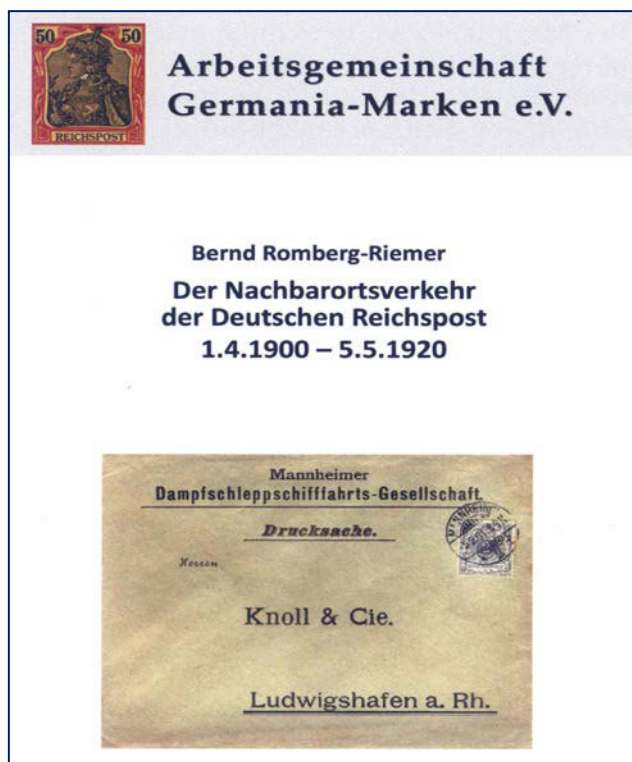 50 50
REICHSPOST
Arbeitsgemeinschaft
Germania-Marken e.V.
Bernd Romberg-Riemer
Der Nachbarortsverkehr
der Deutschen Reichspost
1.4.1900 – 5.5.1920
Mannheimer
Dampfschleppschifffahrts-Gesellschaft.
Drucksache.
Herren
MANNHEIM
Knoll & Cie.
Ludwigshafen a. Rh.